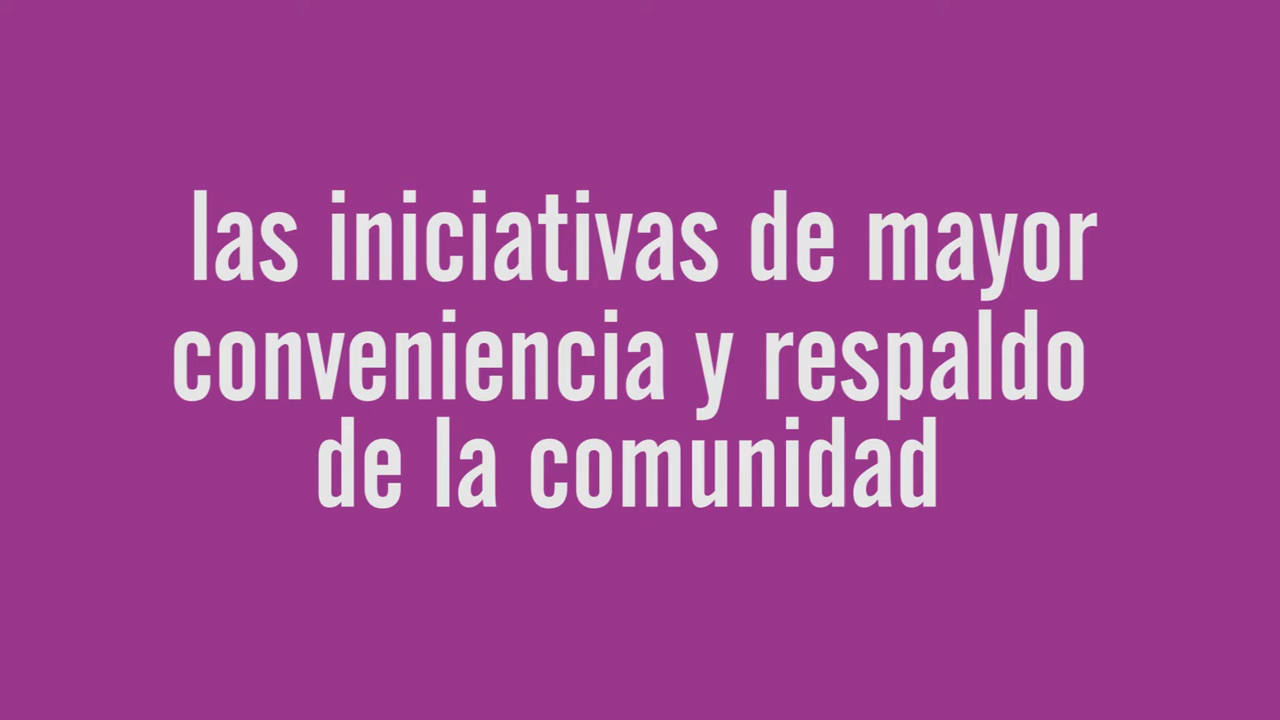 las iniciativas de mayor
conveniencia y respaldo
de la comunidad